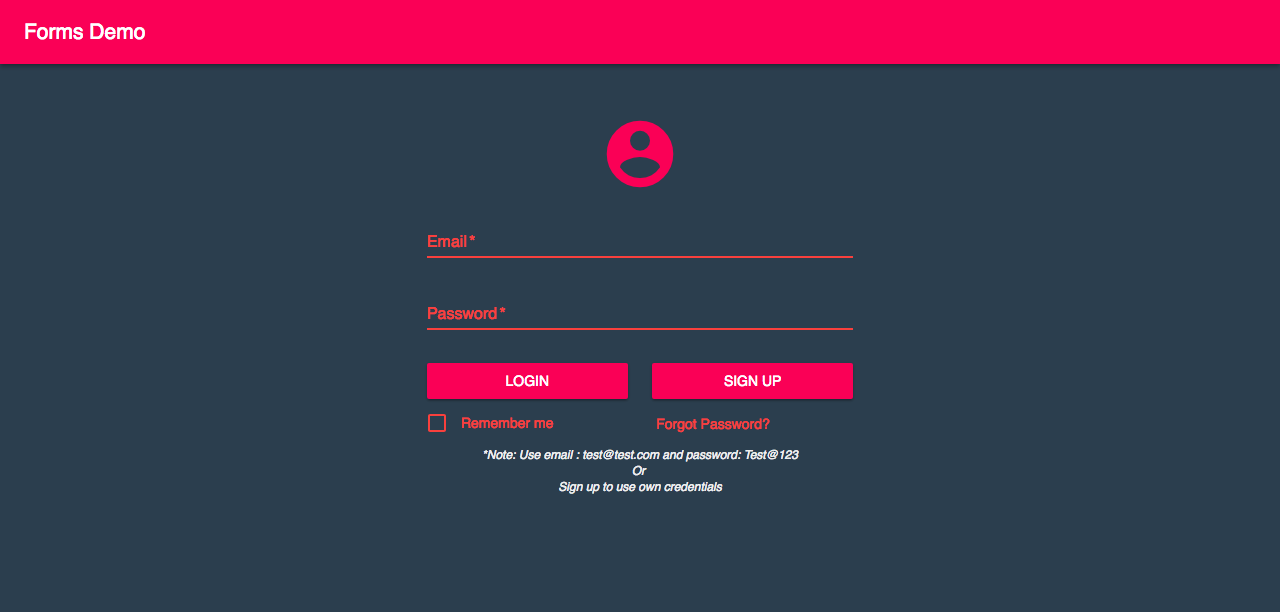 Forms Demo
Email *
Password *
LOGIN
SIGN UP
Remember me
Forgot Password?
*Note: Use email : test@test.com and password: Test@123
Or
Sign up to use own credentials